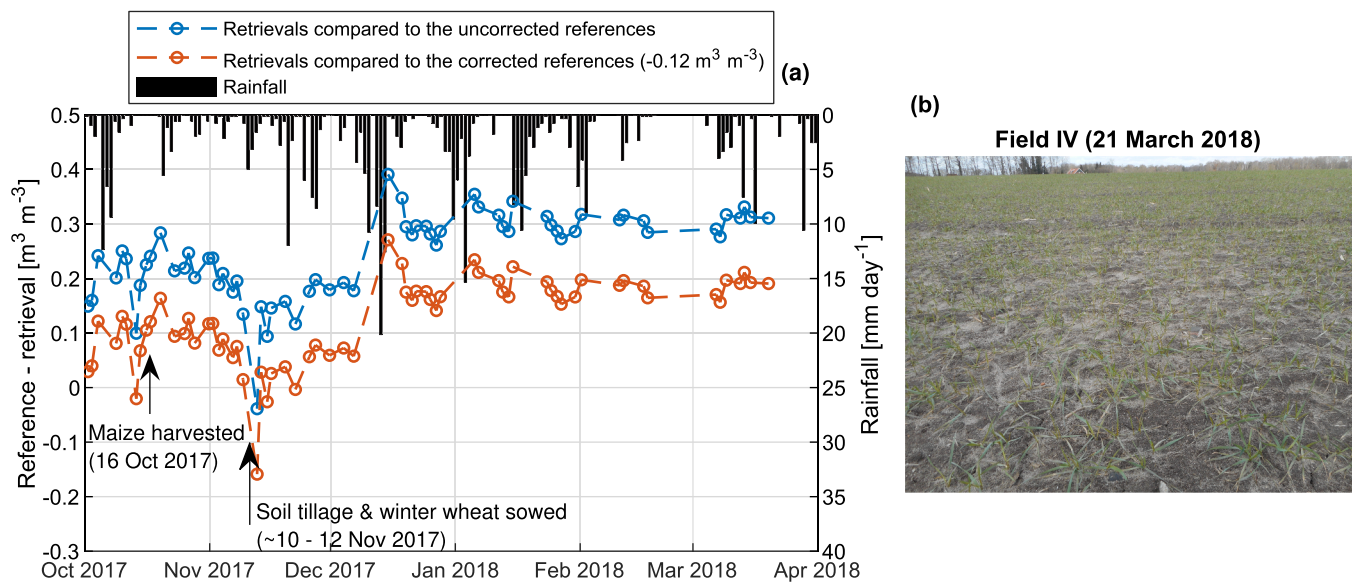 Retrievals compared to the uncorrected references
Retrievals compared to the corrected references (-0.12 m³ m⁻³)
Rainfall
(a)
0.5
0.4
0.3
0.2
0.1
0
-0.1
-0.2
-0.3
Reference - retrieval [m³ m⁻³]
0
5
10
15
20
25
30
35
40
Rainfall [mm day⁻¹]
Maize harvested
(16 Oct 2017)
Soil tillage & winter wheat sowed
(~10 - 12 Nov 2017)
Oct 2017 Nov 2017 Dec 2017 Jan 2018 Feb 2018 Mar 2018 Apr 2018
(b)
Field IV (21 March 2018)